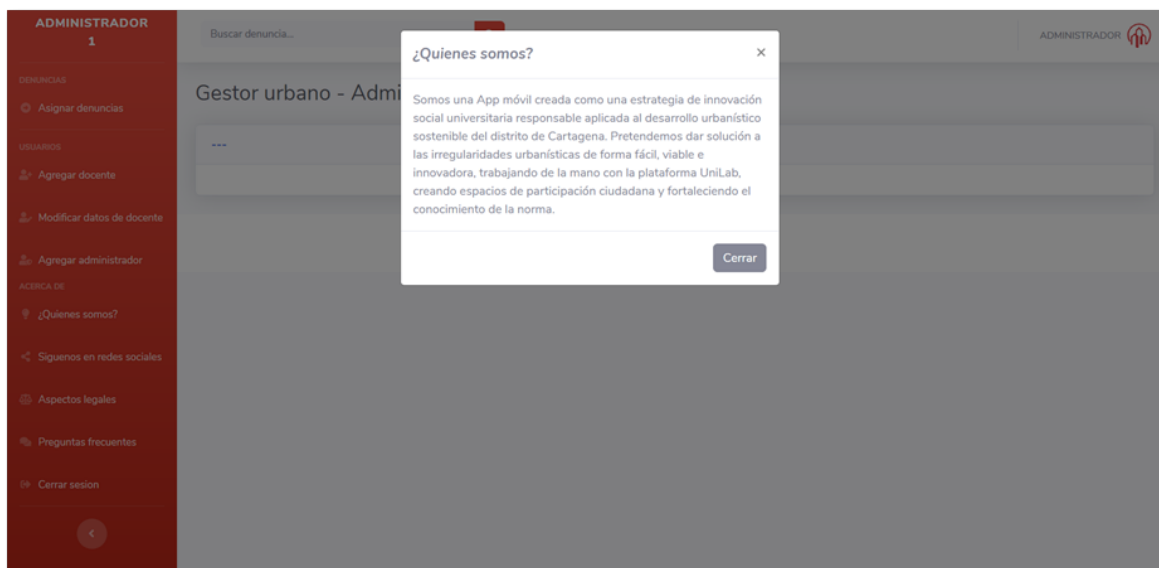 ADMINISTRADOR
1
DENUNCIAS
Asignar denuncias
USUARIOS
Agregar docente
Modificar datos de docente
Agregar administrador
ACERCA DE
¿Quienes somos?
Siguenos en redes sociales
Aspectos legales
Preguntas frecuentes
Cerrar sesion
Buscar denuncia...
ADMINISTRADOR
Gestor urbano - Admi
---
¿Quienes somos?
×
Somos una App móvil creada como una estrategia de innovación
social universitaria responsable aplicada al desarrollo urbanístico
sostenible del distrito de Cartagena. Pretendemos dar solución a
las irregularidades urbanísticas de forma fácil, viable e
innovadora, trabajando de la mano con la plataforma UniLab,
creando espacios de participación ciudadana y fortaleciendo el
conocimiento de la norma.
Cerrar